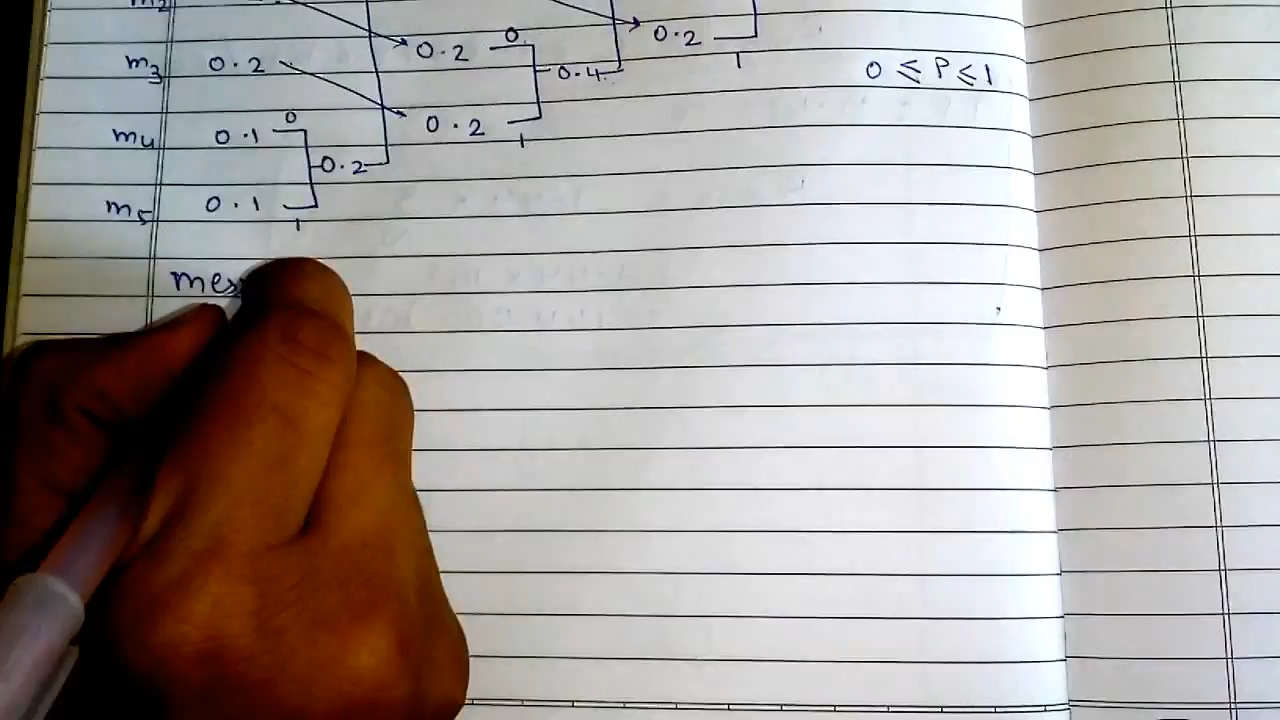 m2
0.2
m3 0.2 0.2 0 0.4 1 0 ≤ P ≤ 1
m4 0.1 0 0.2 0.2 1
m5 0.1 1
mes